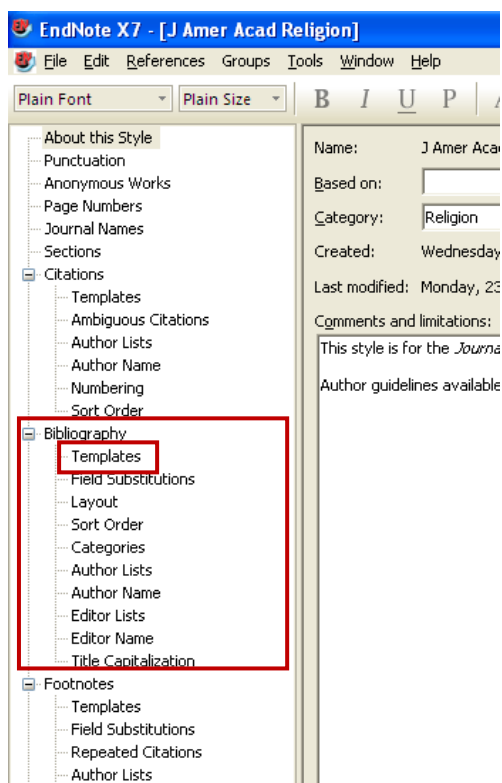 EndNote X7 - [J Amer Acad Religion]
File Edit References Groups Tools Window Help
Plain Font Plain Size B I U P
About this Style
Punctuation
Anonymous Works
Page Numbers
Journal Names
Sections
Citations
Templates
Ambiguous Citations
Author Lists
Author Name
Numbering
Sort Order
Bibliography
Templates
Field Substitutions
Layout
Sort Order
Categories
Author Lists
Author Name
Editor Lists
Editor Name
Title Capitalization
Footnotes
Templates
Field Substitutions
Repeated Citations
Author Lists
Name: J Amer Aca
Based on:
Category: Religion
Created: Wednesday
Last modified: Monday, 23
Comments and limitations:
This style is for the Journa
Author guidelines available